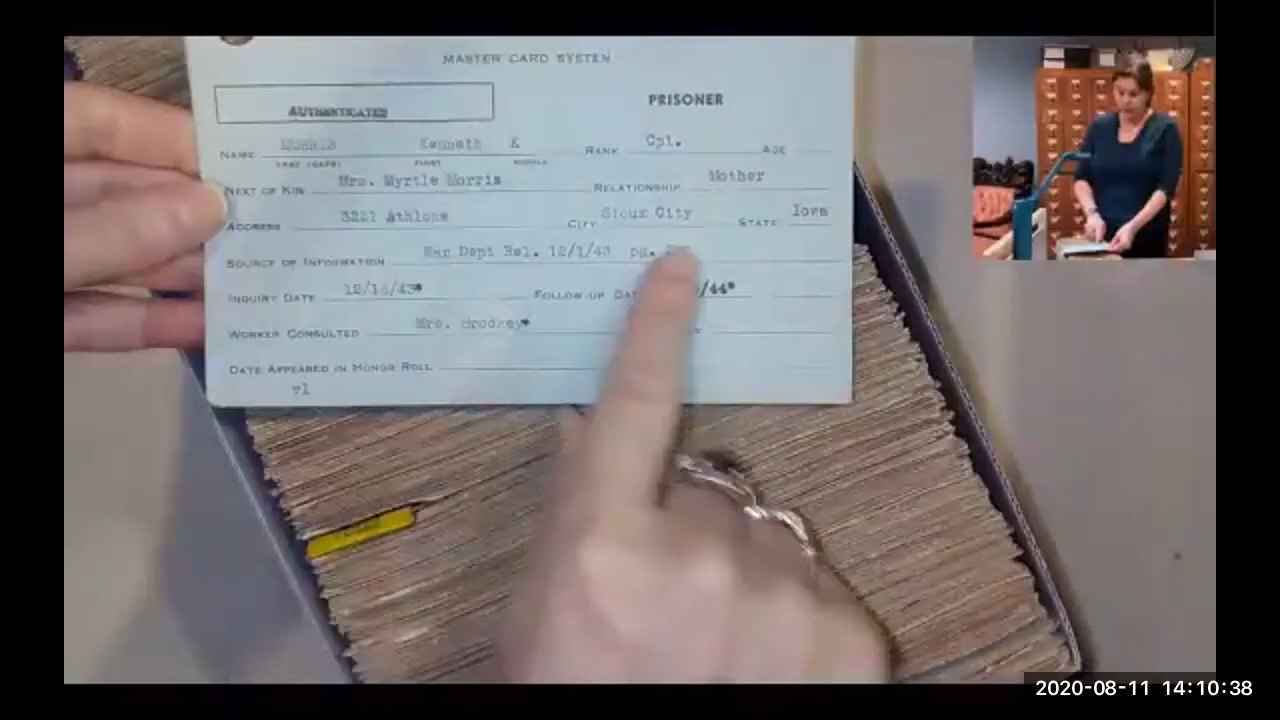 MASTER CARD SYSTEM
AUTHENTICATED
PRISONER
NAME MORRIS Kenneth E RANK Cpl. AGE
LAST (CAPS) FIRST MIDDLE
NEXT OF KIN Mrs. Myrtle Morris RELATIONSHIP Mother
ADDRESS 3221 Athlone CITY Sioux City STATE Iowa
SOURCE OF INFORMATION War Dept Rel. 12/1/43 pg.
INQUIRY DATE 12/16/43* FOLLOW-UP /44*
WORKER CONSULTED Mrs.
DATE APPEARED IN HONOR ROLL
2020-08-11 14:10:38